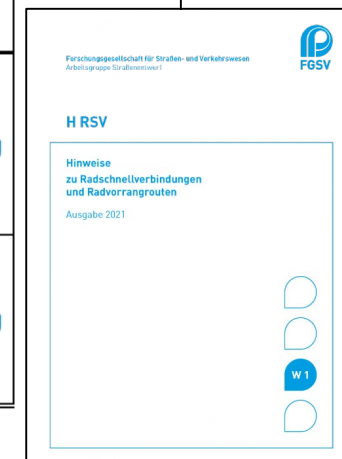 FGSV
Forschungsgesellschaft für Straßen- und Verkehrswesen
Arbeitsgruppe Straßenentwurf
H RSV
Hinweise
zu Radschnellverbindungen
und Radvorrangrouten
Ausgabe 2021
W 1